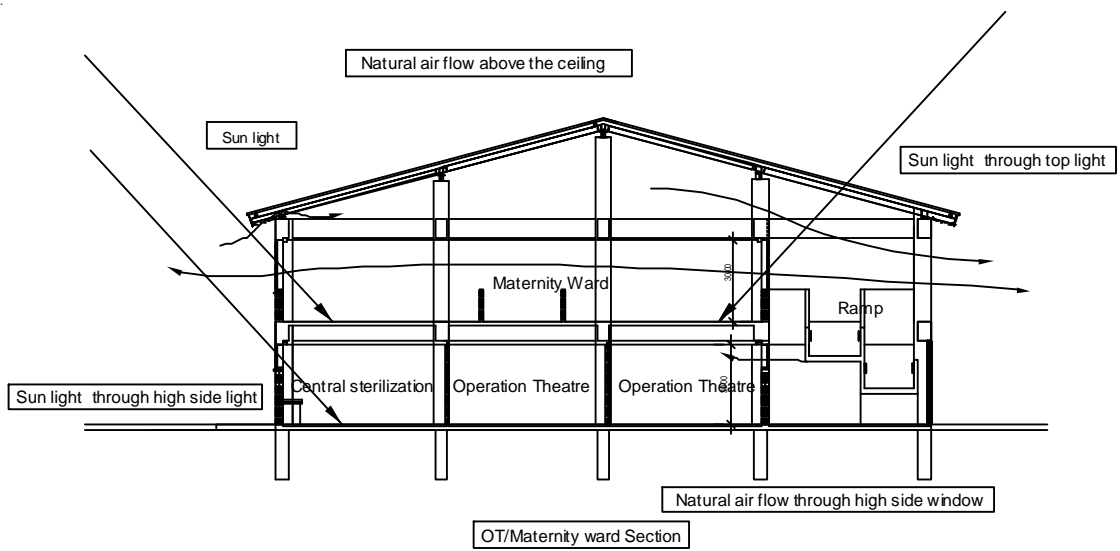 Natural air flow above the ceiling
Sun light
Sun light through top light
Maternity Ward
3000
Ramp
Central sterilization
Operation Theatre
Operation Theatre
Sun light through high side light
Natural air flow through high side window
OT/Maternity ward Section